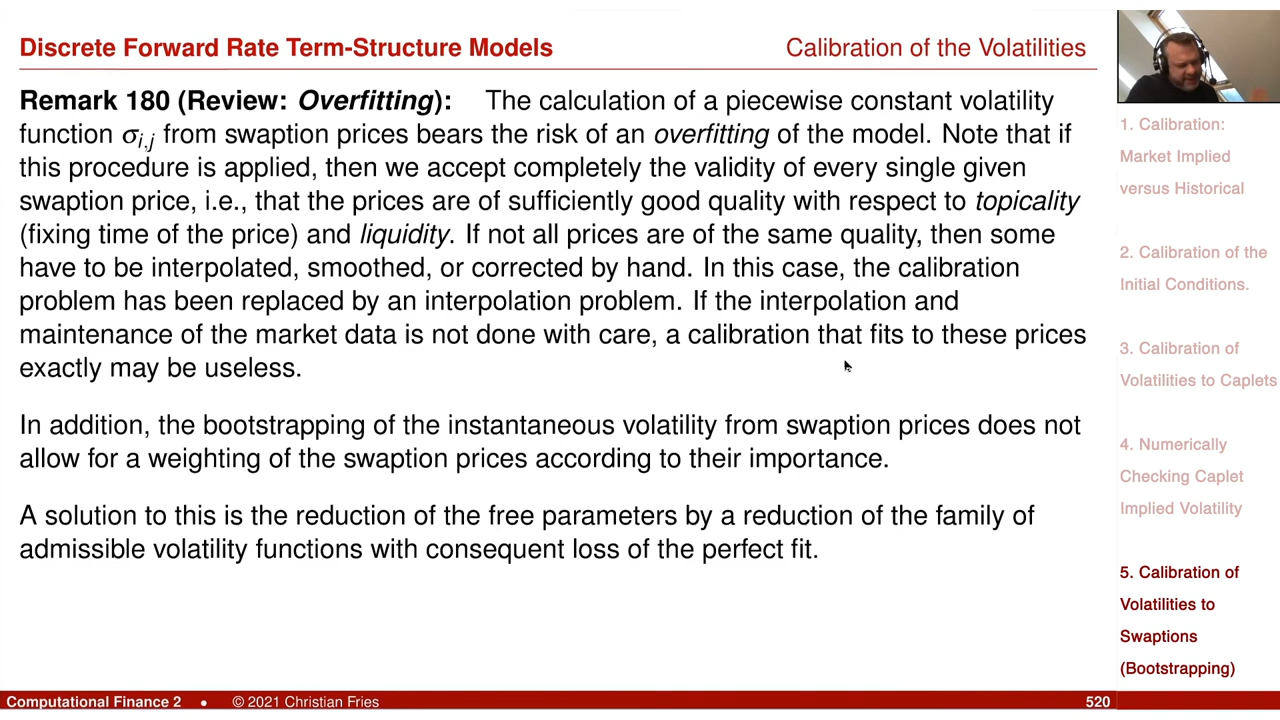 Discrete Forward Rate Term-Structure Models
Calibration of the Volatilities
Remark 180 (Review: Overfitting): The calculation of a piecewise constant volatility
function σi,j from swaption prices bears the risk of an overfitting of the model. Note that if
this procedure is applied, then we accept completely the validity of every single given
swaption price, i.e., that the prices are of sufficiently good quality with respect to topicality
(fixing time of the price) and liquidity. If not all prices are of the same quality, then some
have to be interpolated, smoothed, or corrected by hand. In this case, the calibration
problem has been replaced by an interpolation problem. If the interpolation and
maintenance of the market data is not done with care, a calibration that fits to these prices
exactly may be useless.
In addition, the bootstrapping of the instantaneous volatility from swaption prices does not
allow for a weighting of the swaption prices according to their importance.
A solution to this is the reduction of the free parameters by a reduction of the family of
admissible volatility functions with consequent loss of the perfect fit.
1. Calibration:
Market Implied
versus Historical
2. Calibration of the
Initial Conditions.
3. Calibration of
Volatilities to Caplets
4. Numerically
Checking Caplet
Implied Volatility
5. Calibration of
Volatilities to
Swaptions
(Bootstrapping)
Computational Finance 2 • © 2021 Christian Fries
520